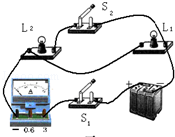 S₂
L₂
L₁
S₁
+ −
− 0.6 3